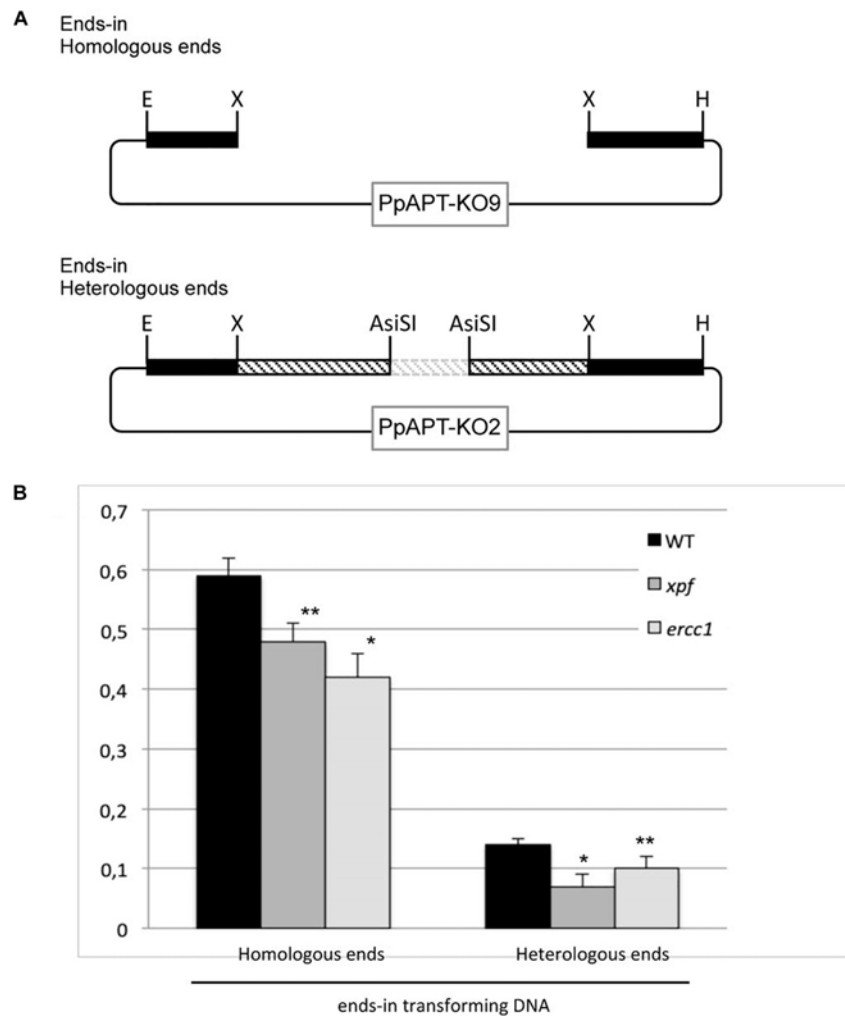 A
Ends-in
Homologous ends
E X X H
PpAPT-KO9
Ends-in
Heterologous ends
E X AsiSI AsiSI X H
PpAPT-KO2
B
0,7
0,6
0,5
0,4
0,3
0,2
0,1
0
WT
xpf
ercc1
** *
* **
Homologous ends Heterologous ends
ends-in transforming DNA